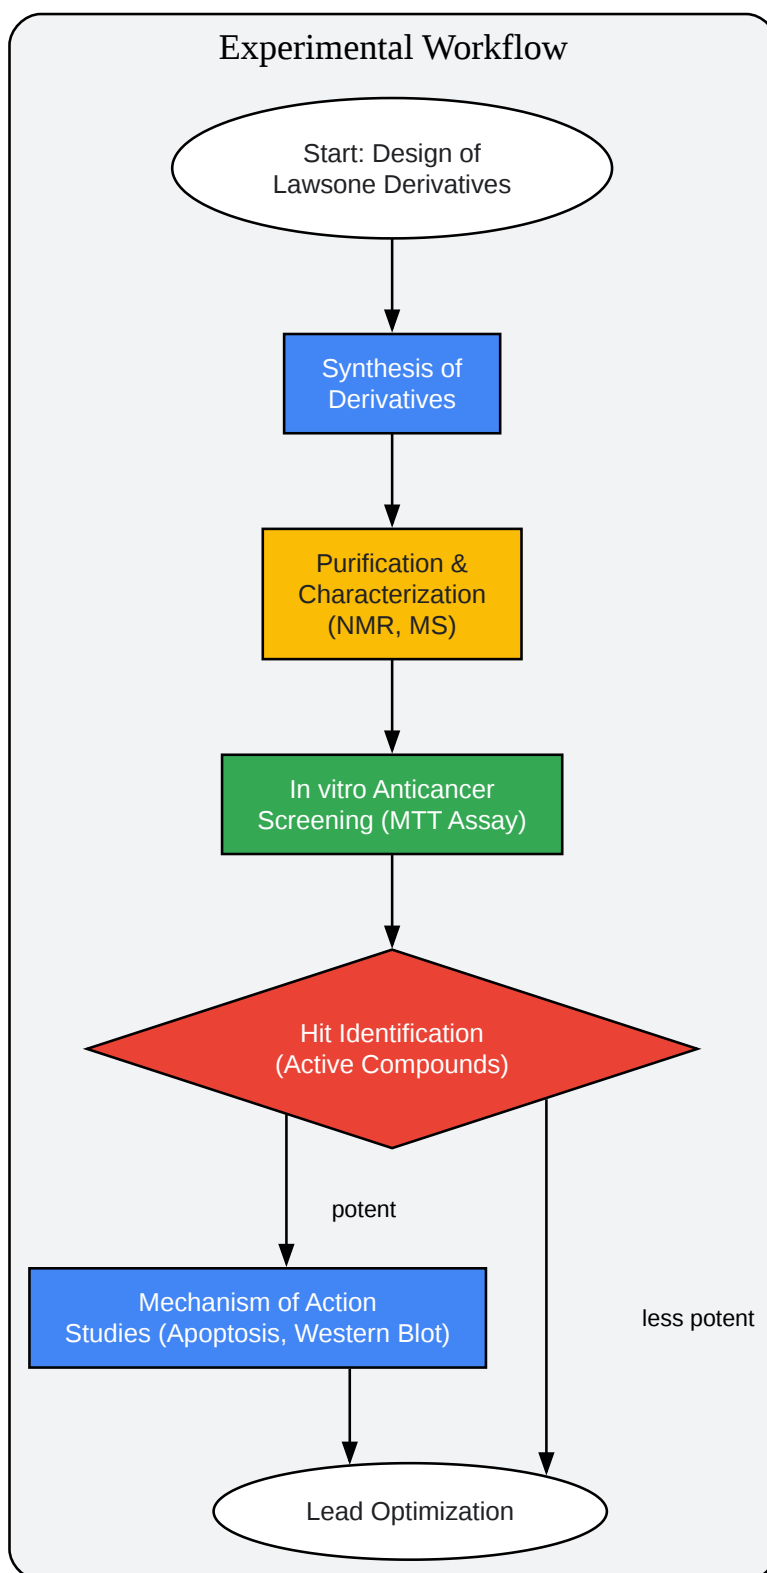 Experimental Workflow
Start: Design of
Lawsone Derivatives
Synthesis of
Derivatives
Purification &
Characterization
(NMR, MS)
In vitro Anticancer
Screening (MTT Assay)
Hit Identification
(Active Compounds)
potent
Mechanism of Action
Studies (Apoptosis, Western Blot)
less potent
Lead Optimization